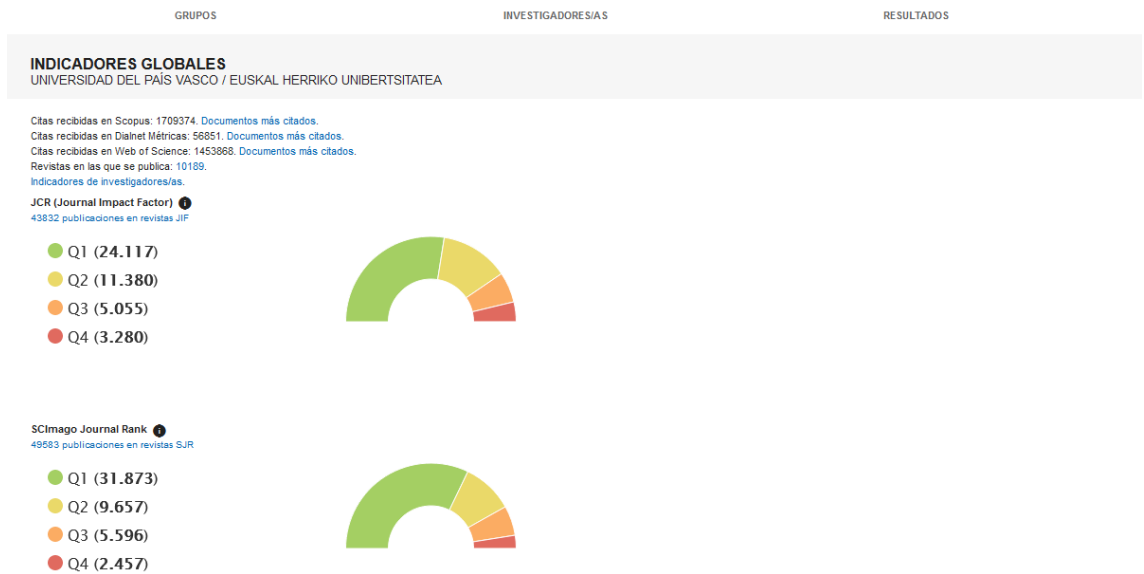 GRUPOS INVESTIGADORES/AS RESULTADOS
INDICADORES GLOBALES
UNIVERSIDAD DEL PAÍS VASCO / EUSKAL HERRIKO UNIBERTSITATEA
Citas recibidas en Scopus: 1709374. Documentos más citados.
Citas recibidas en Dialnet Métricas: 56851. Documentos más citados.
Citas recibidas en Web of Science: 1453868. Documentos más citados.
Revistas en las que se publica: 10189.
Indicadores de investigadores/as.
JCR (Journal Impact Factor) i
43832 publicaciones en revistas JIF
Q1 (24.117)
Q2 (11.380)
Q3 (5.055)
Q4 (3.280)
SCImago Journal Rank i
49583 publicaciones en revistas SJR
Q1 (31.873)
Q2 (9.657)
Q3 (5.596)
Q4 (2.457)